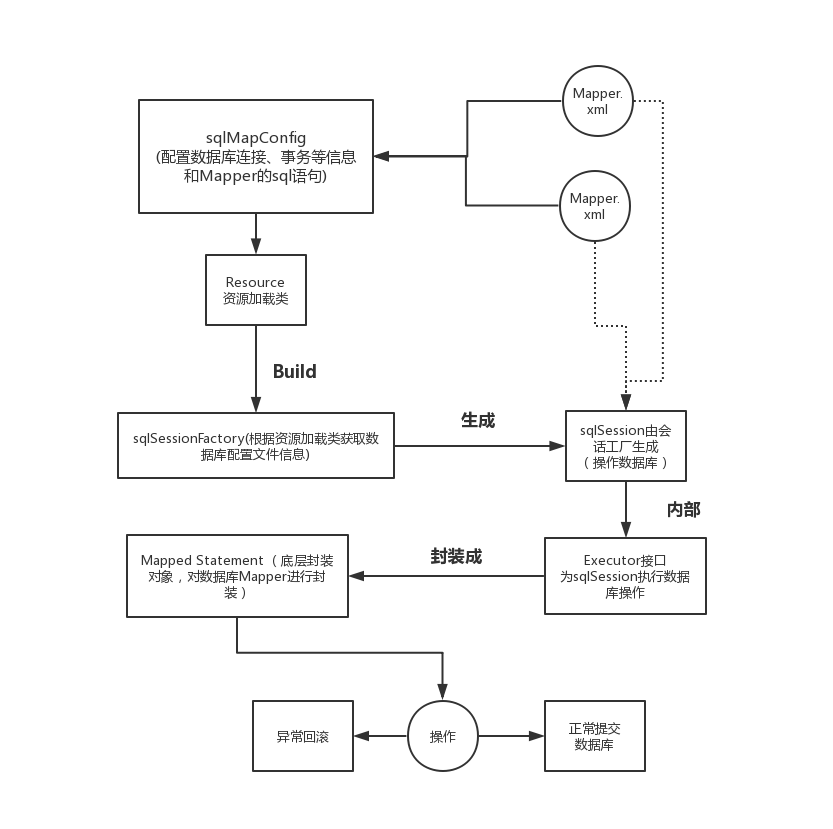 Mapper.
xml
sqlMapConfig
(配置数据库连接、事务等信息
和Mapper的sql语句)
Mapper.
xml
Resource
资源加载类
Build
sqlSessionFactory(根据资源加载类获取数
据库配置文件信息)
生成
sqlSession由会
话工厂生成
（操作数据库）
内部
Mapped Statement（底层封装
对象，对数据库Mapper进行封
装）
封装成
Executor接口
为sqlSession执行数据
库操作
异常回滚
操作
正常提交
数据库